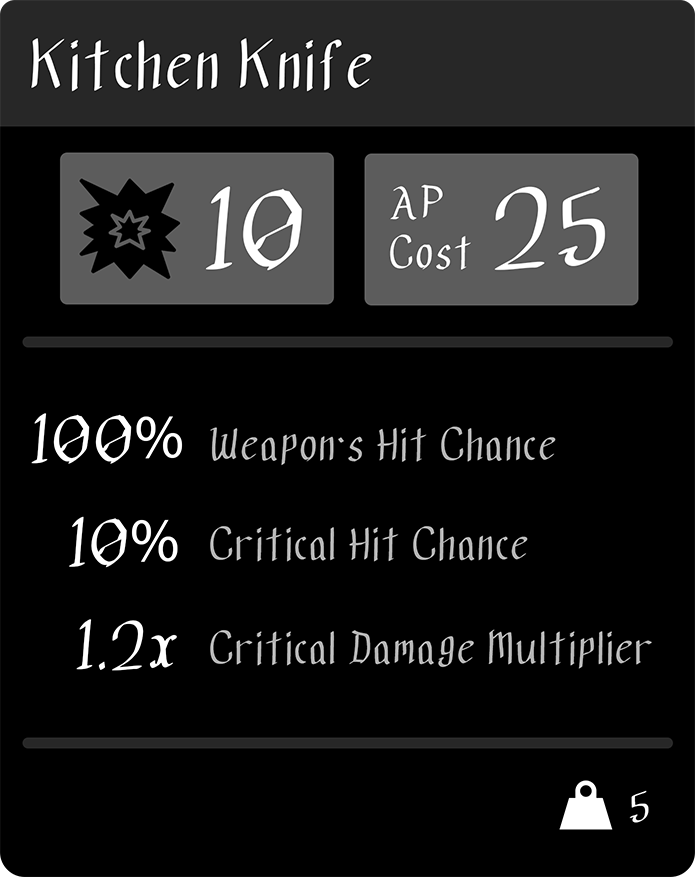 Kitchen Knife
10
AP
Cost
25
100% Weapon's Hit Chance
10% Critical Hit Chance
1.2x Critical Damage Multiplier
5